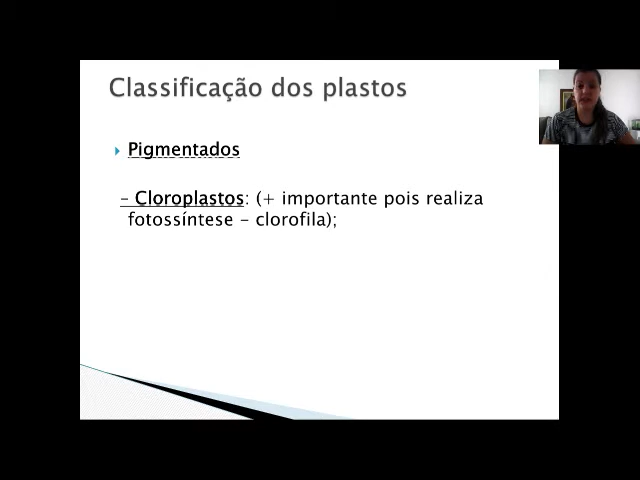 Classificação dos plastos
Pigmentados
- Cloroplastos: (+ importante pois realiza
fotossíntese - clorofila);